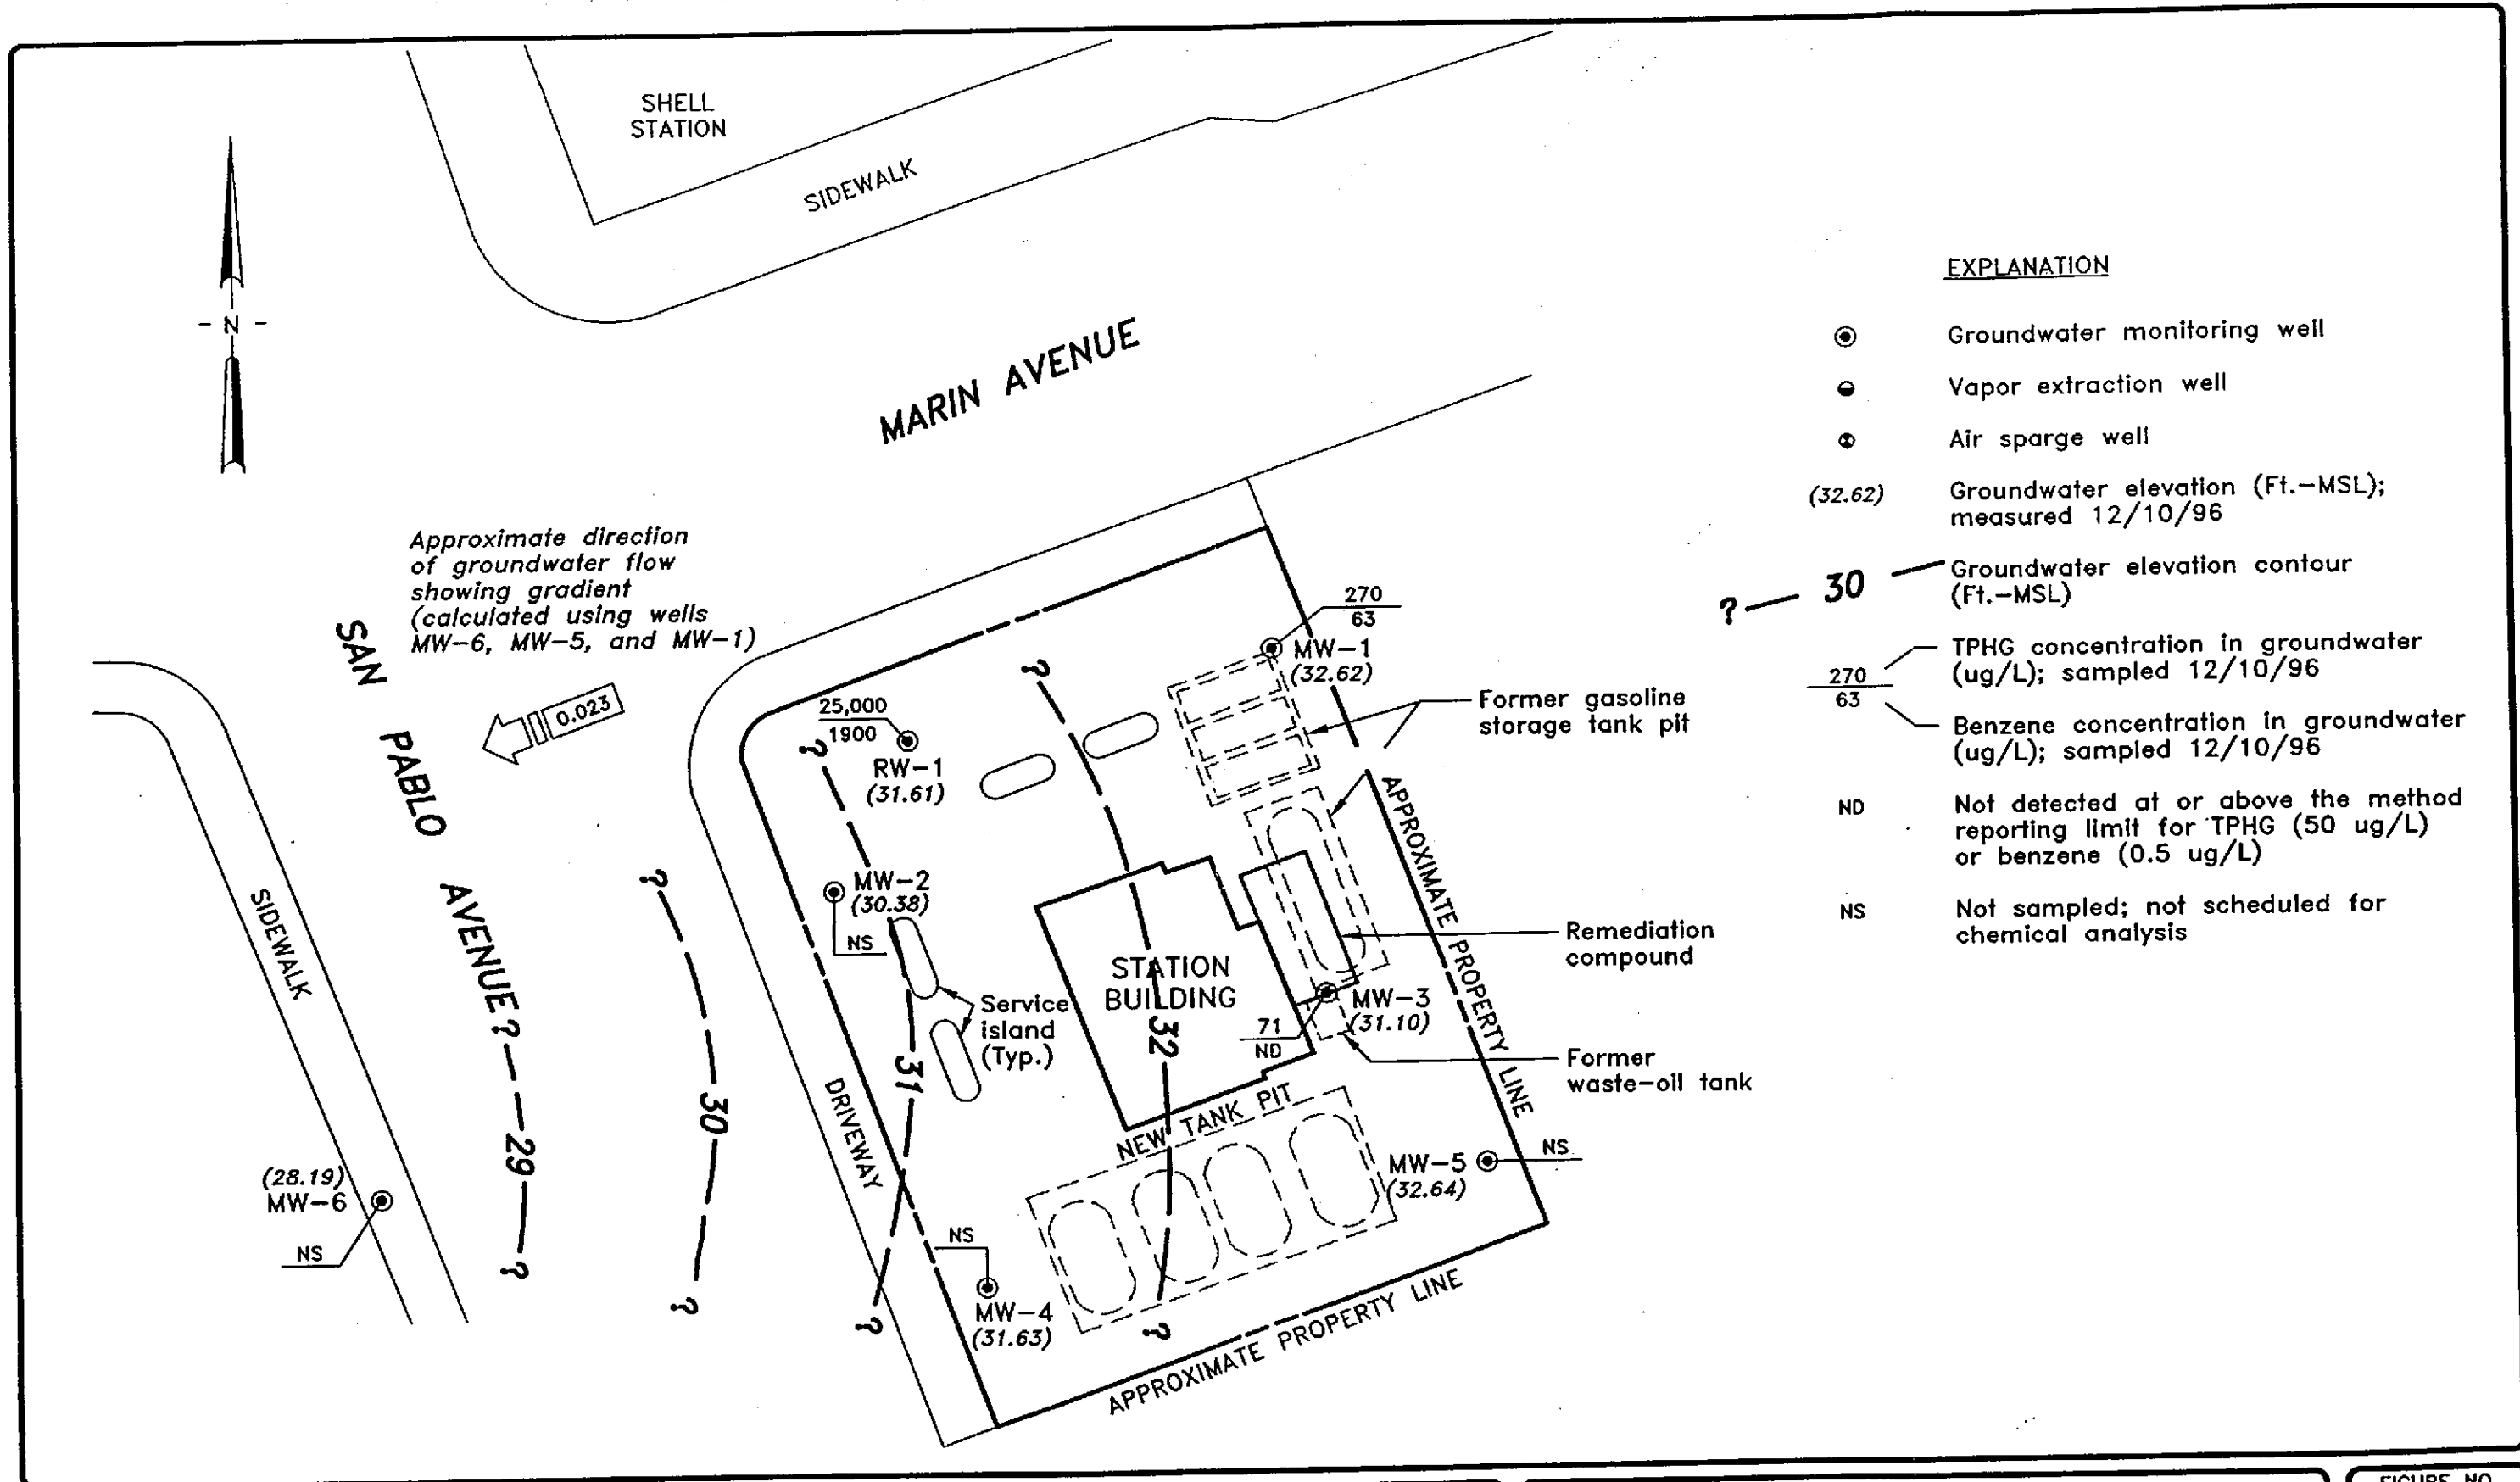 SHELL
STATION
SIDEWALK
- N -
MARIN AVENUE
EXPLANATION
Groundwater monitoring well
Vapor extraction well
Air sparge well
(32.62) Groundwater elevation (Ft.-MSL);
measured 12/10/96
? 30 Groundwater elevation contour
(Ft.-MSL)
270
63
TPHG concentration in groundwater
(ug/L); sampled 12/10/96
Benzene concentration in groundwater
(ug/L); sampled 12/10/96
ND Not detected at or above the method
reporting limit for TPHG (50 ug/L)
or benzene (0.5 ug/L)
NS Not sampled; not scheduled for
chemical analysis
Approximate direction
of groundwater flow
showing gradient
(calculated using wells
MW-6, MW-5, and MW-1)
0.023
SAN PABLO AVENUE
SIDEWALK
270
63
MW-1
(32.62)
Former gasoline
storage tank pit
25,000
1900
RW-1
(31.61)
MW-2
(30.38)
NS
Service
island
(Typ.)
STATION
BUILDING
Remediation
compound
MW-3
(31.10)
71
ND
Former
waste-oil tank
APPROXIMATE PROPERTY LINE
DRIVEWAY
NEW TANK PIT
MW-5
(32.64)
NS
(28.19)
MW-6
NS
NS
MW-4
(31.63)
APPROXIMATE PROPERTY LINE
? 29 ?
? 30 ?
? 31 ?
? 32 ?
FIGURE NO.